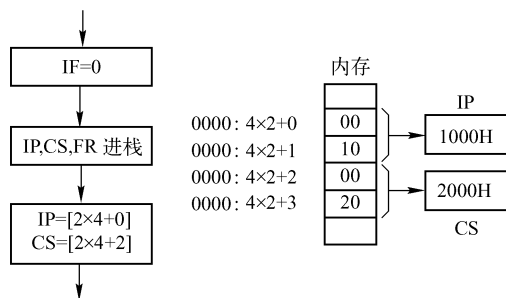 IF=0
IP,CS,FR 进栈
IP=[2×4+0]
CS=[2×4+2]
内存
0000: 4×2+0
0000: 4×2+1
0000: 4×2+2
0000: 4×2+3
00
10
00
20
IP
1000H
2000H
CS